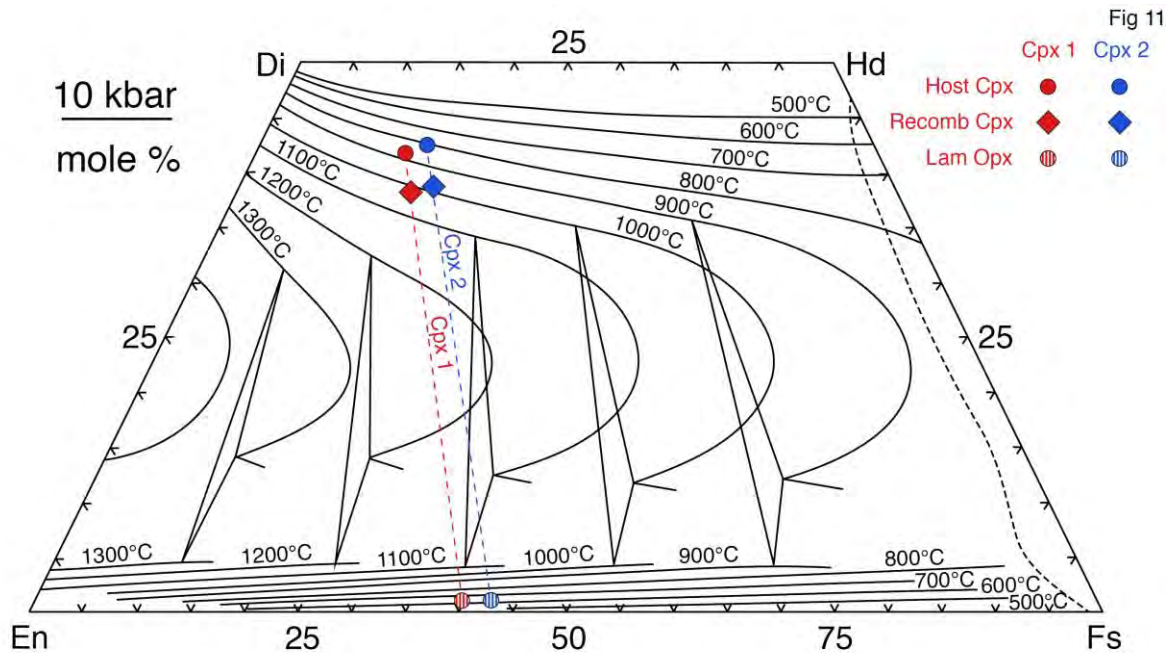 Fig 11
25
Cpx 1 Cpx 2
Di
Hd
Host Cpx
10 kbar
500°C
600°C
Recomb Cpx
mole %
700°C
Lam Opx
1100°C
800°C
1200°C
900°C
1000°C
1300°C
Cpx 2
Cpx 1
25
25
1300°C
1200°C
1100°C
1000°C
900°C
800°C
700°C
600°C
500°C
En
25
50
75
Fs